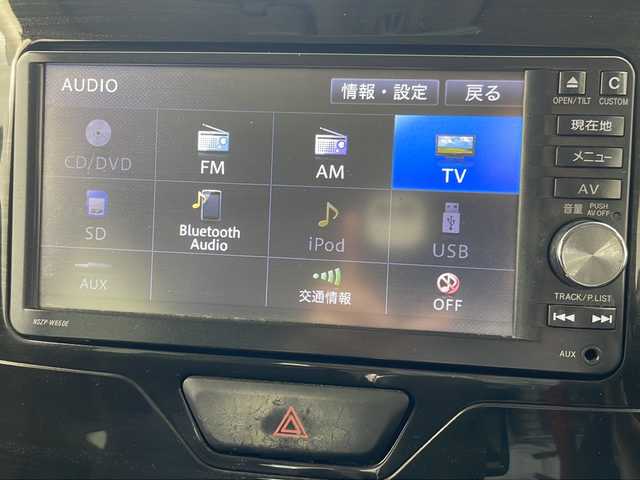 AUDIO 情報・設定 戻る
CD/DVD FM AM TV
SD Bluetooth Audio iPod USB
AUX 交通情報 OFF
OPEN/TILT C CUSTOM
現在地
メニュー
AV
音量 PUSH AV OFF
TRACK/P.LIST
AUX
NSZP-W66DE